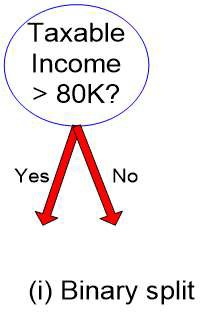 Taxable
Income
> 80K?
Yes No
(i) Binary split